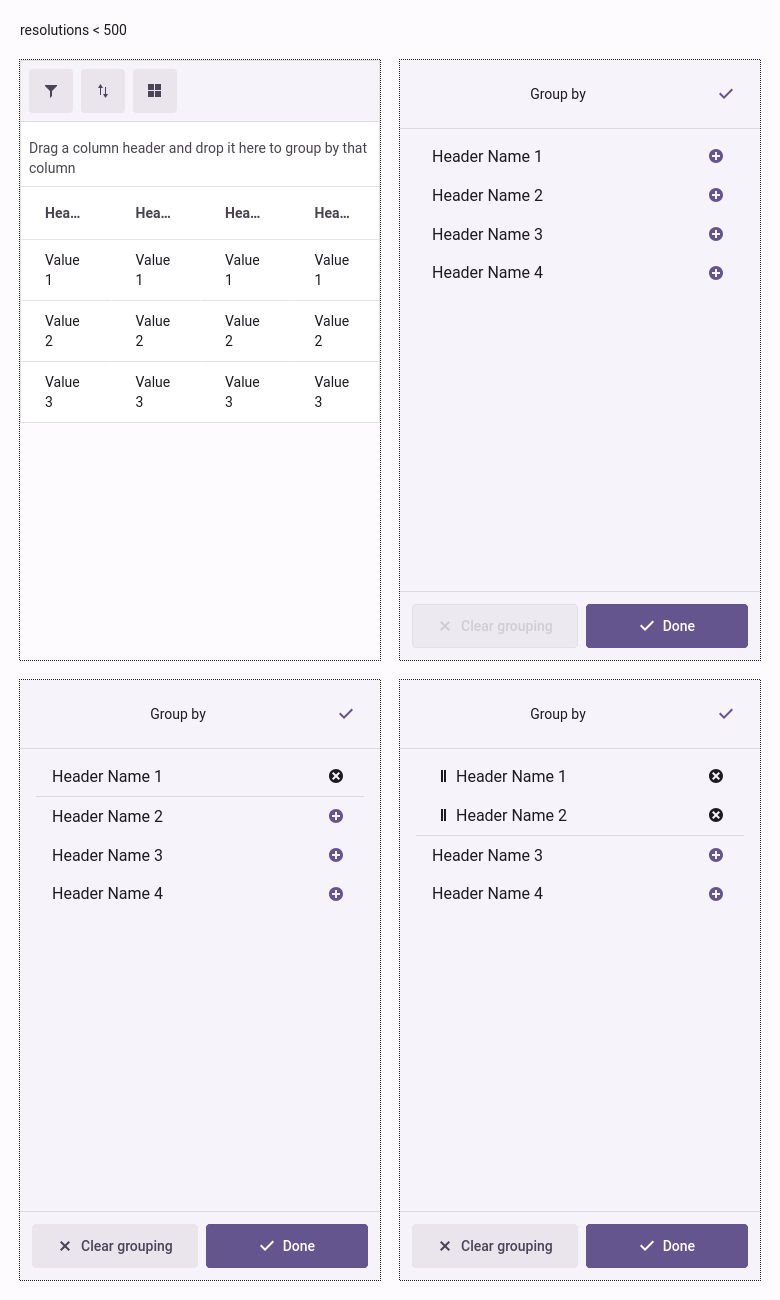 resolutions < 500
Drag a column header and drop it here to group by that
column
Hea... Hea... Hea... Hea...
Value Value Value Value
1 1 1 1
Value Value Value Value
2 2 2 2
Value Value Value Value
3 3 3 3
Group by
Header Name 1
Header Name 2
Header Name 3
Header Name 4
Clear grouping Done
Group by
Header Name 1
Header Name 2
Header Name 3
Header Name 4
Clear grouping Done
Group by
Header Name 1
Header Name 2
Header Name 3
Header Name 4
Clear grouping Done